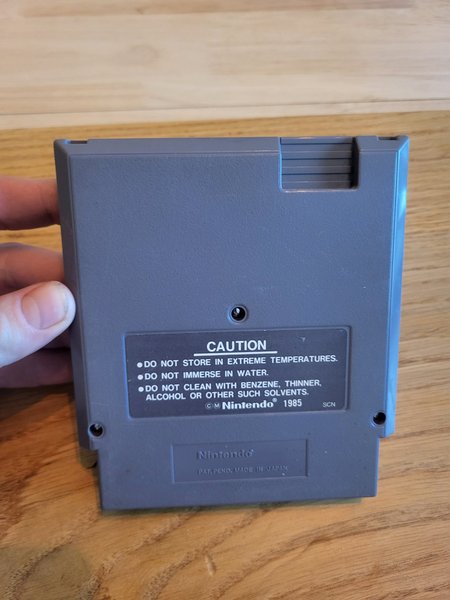 CAUTION
●DO NOT STORE IN EXTREME TEMPERATURES.
●DO NOT IMMERSE IN WATER.
●DO NOT CLEAN WITH BENZENE, THINNER,
ALCOHOL OR OTHER SUCH SOLVENTS.
©M Nintendo® 1985 SCN
Nintendo®
PAT. PEND. MADE IN JAPAN